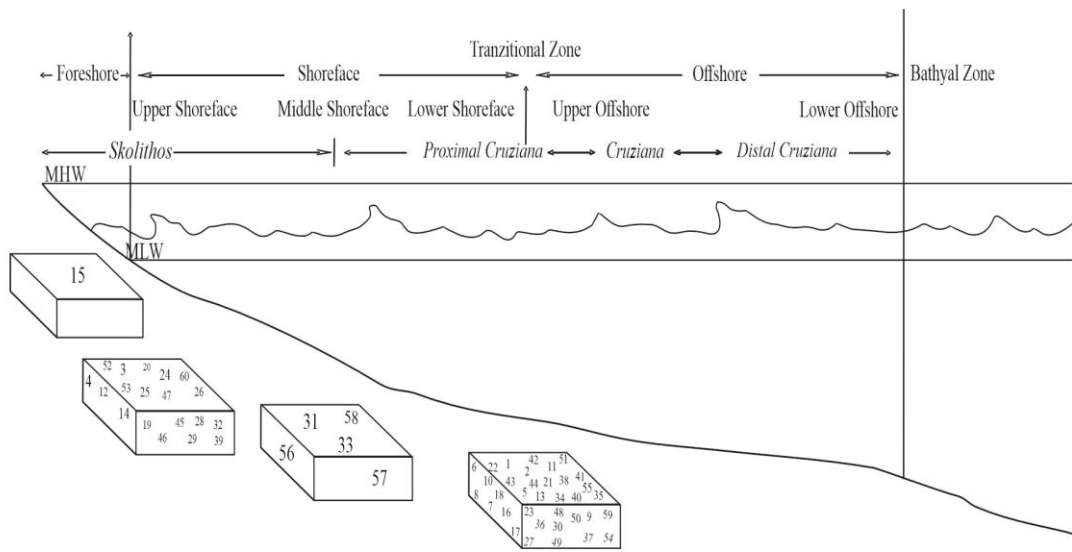 Tranzitional Zone
Foreshore Shoreface Offshore Bathyal Zone
Upper Shoreface Middle Shoreface Lower Shoreface Upper Offshore Lower Offshore
Skolithos Proximal Cruziana Cruziana Distal Cruziana
MHW
MLW
15
52 3 20 24 60
4 12 53 25 47 26
14 19 45 28 32
46 29 39
31 58
56 33
57
6 22 1 42 51
10 43 2 11 41
44 21 38 55
8 18 5 13 34 40 35
7 16 23 48 50 9 59
36 30
17 27 49 37 54